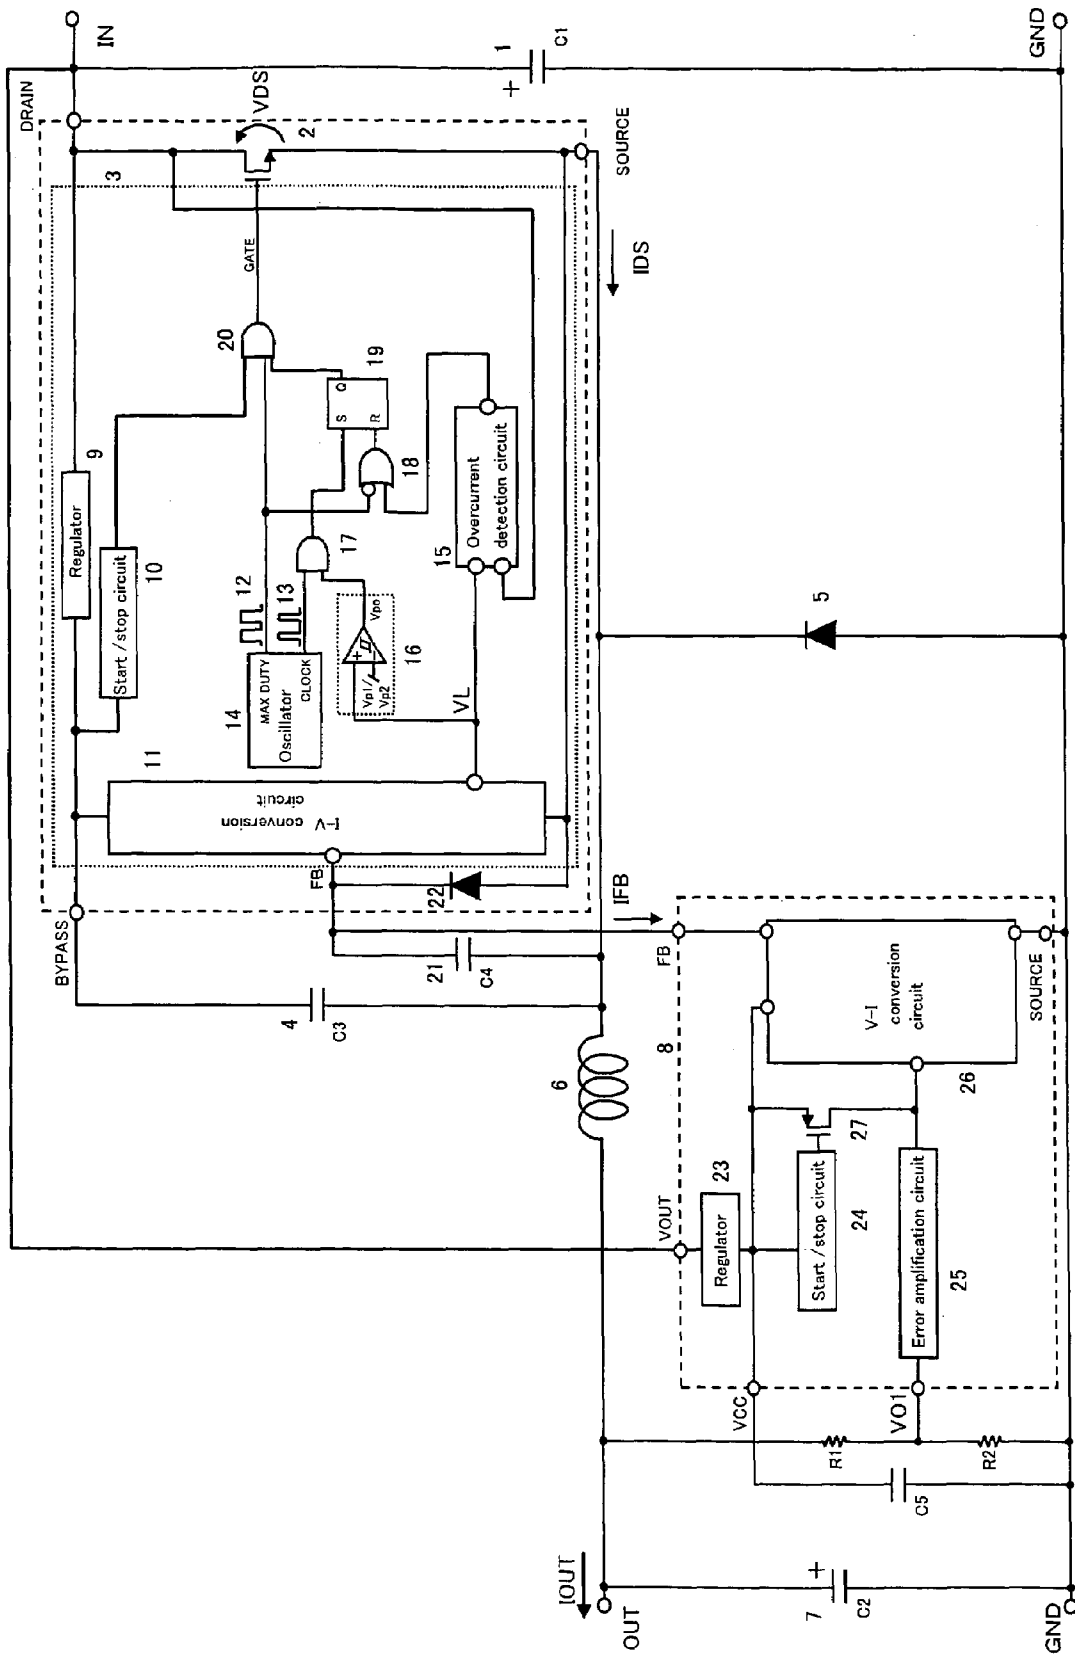 IN
DRAIN
1
+
C1
GND
VDS
2
3
SOURCE
GATE
IDS
20
9
Regulator
10
Start/stop circuit
19
Q
S
R
18
15
Overcurrent
detection circuit
17
12
13
MAX DUTY
CLOCK
14
Oscillator
16
Vpo
+
-
Vp1/
Vp2
VL
11
I-V
conversion
circuit
5
FB
22
BYPASS
21
C4
IFB
4
C3
6
8
FB
V-I
conversion
circuit
26
SOURCE
VOUT
23
Regulator
27
Start/stop circuit
24
Error amplification circuit
25
VCC
VO1
R1
R2
C5
IOUT
OUT
7
+
C2
GND